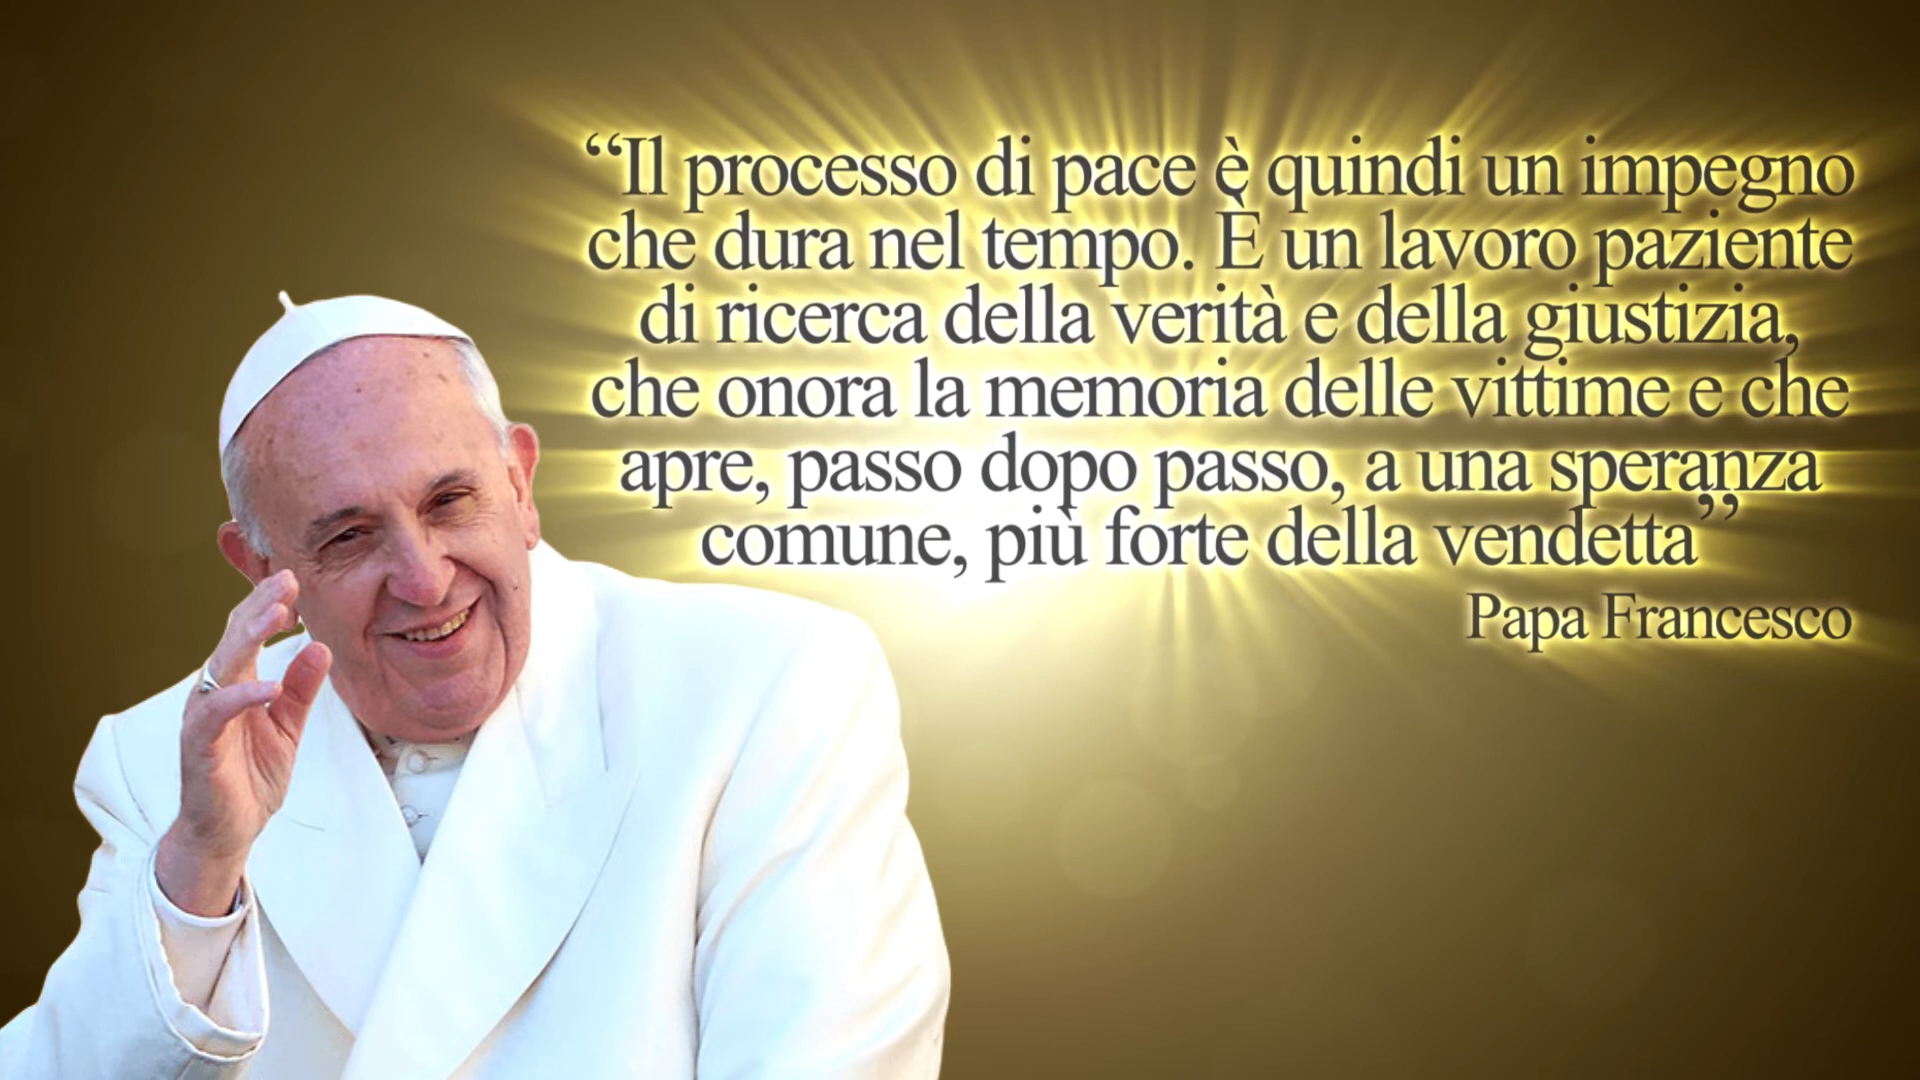 “Il processo di pace è quindi un impegno
che dura nel tempo. È un lavoro paziente
di ricerca della verità e della giustizia,
che onora la memoria delle vittime e che
apre, passo dopo passo, a una speranza
comune, più forte della vendetta”
Papa Francesco